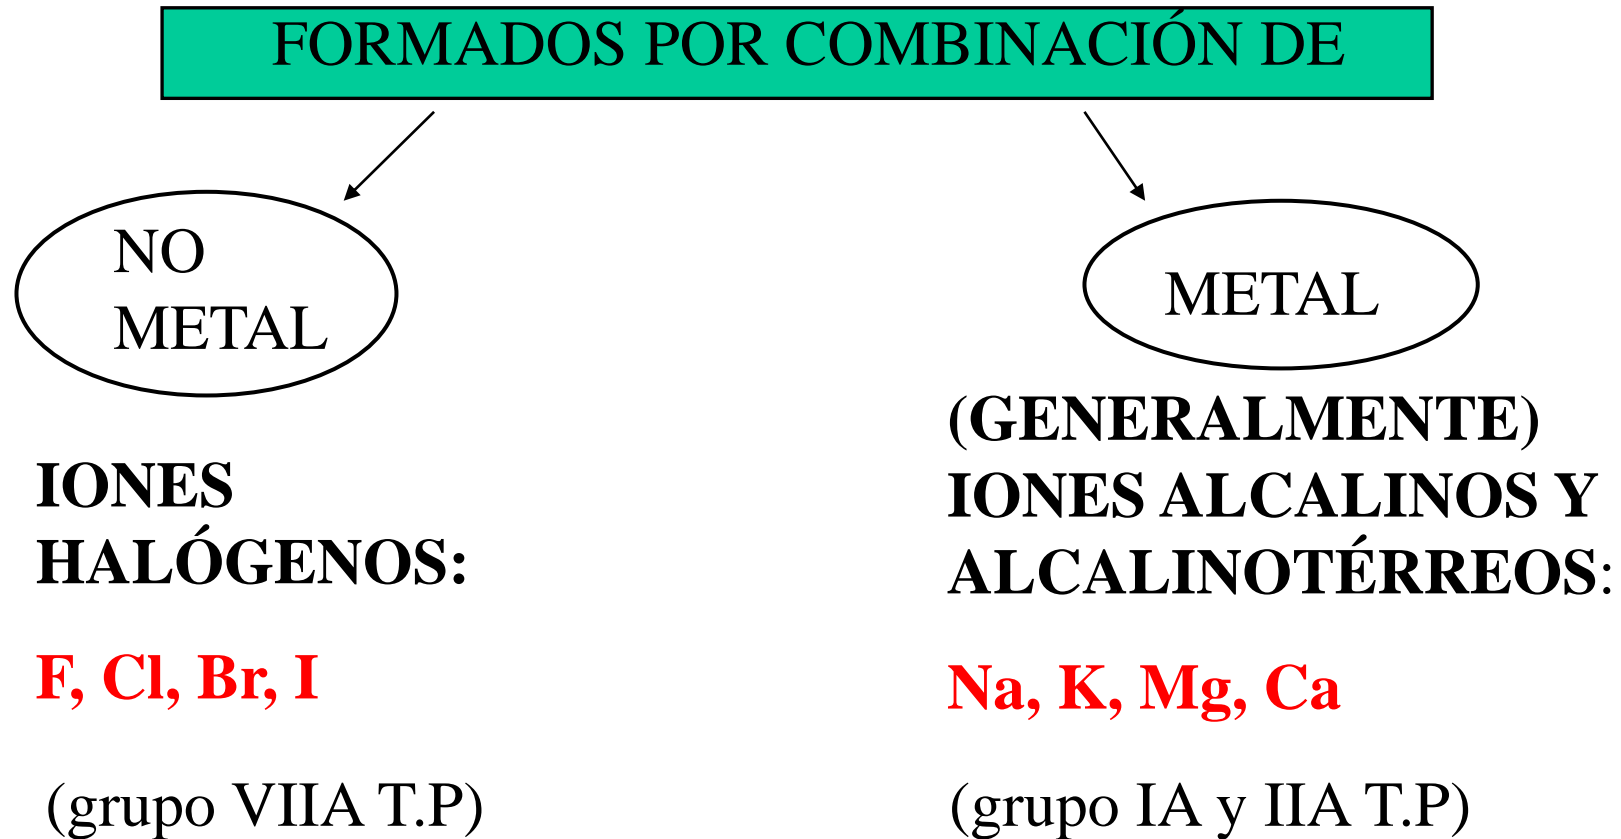 FORMADOS POR COMBINACIÓN DE
NO
METAL
IONES
HALÓGENOS:
F, Cl, Br, I
(grupo VIIA T.P)
METAL
(GENERALMENTE)
IONES ALCALINOS Y
ALCALINOTÉRREOS:
Na, K, Mg, Ca
(grupo IA y IIA T.P)